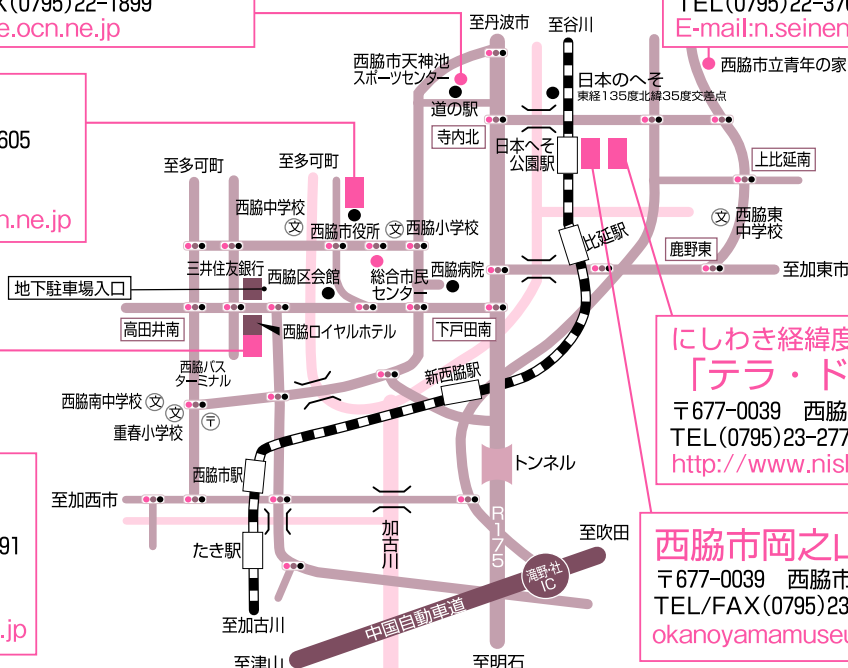 (0795)22-1899
e.ocn.ne.jp
TEL(0795)22-370
E-mail:n.seinen
至丹波市
至谷川
西脇市天神池
スポーツセンター
道の駅
日本のへそ
東経135度北緯35度交差点
西脇市立青年の家
605
n.ne.jp
寺内北
日本へそ
公園駅
上比延南
至多可町
至多可町
西脇中学校
文
西脇市役所
文
西脇小学校
文
西脇東
中学校
比延駅
鹿野東
至加東市
三井住友銀行
西脇区会館
総合市民
センター
西脇病院
地下駐車場入口
高田井南
西脇ロイヤルホテル
下戸田南
西脇バス
ターミナル
新西脇駅
西脇南中学校
文
文
重春小学校
〒
にしわき経緯度
「テラ・ド
〒677-0039 西脇
TEL(0795)23-277
http://www.nish
西脇市駅
トンネル
至加西市
加古川
R175
たき駅
至吹田
滝野・社
IC
中国自動車道
91
.jp
西脇市岡之山
〒677-0039 西脇市
TEL/FAX(0795)23
okanoyamamuseu
至加古川
至津山
至明石